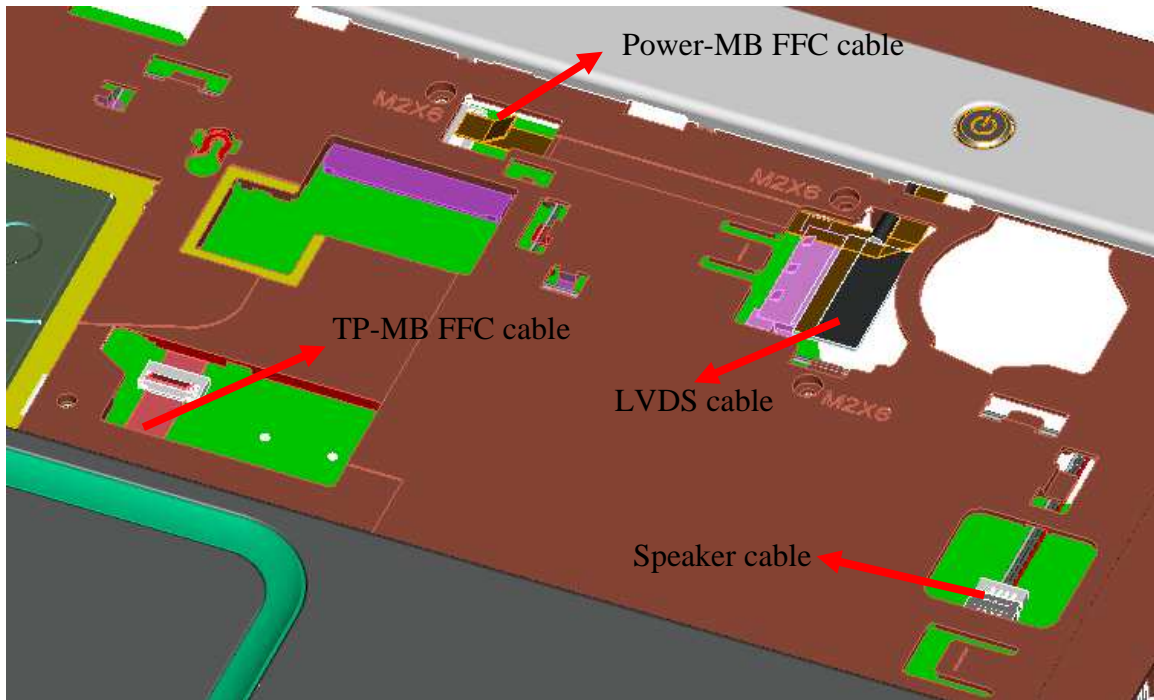 Power-MB FFC cable
M2X6
M2X6
TP-MB FFC cable
LVDS cable
M2X6
Speaker cable